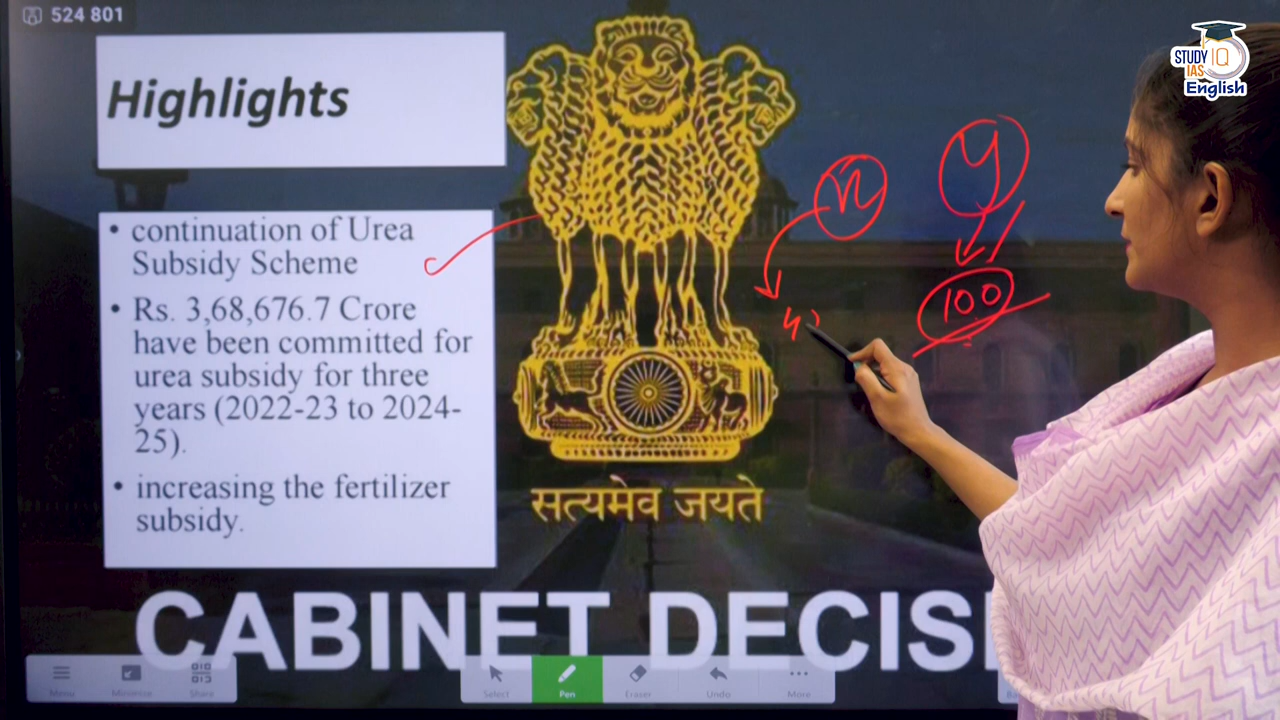 524 801
STUDY IQ
IAS
English
Highlights
• continuation of Urea
Subsidy Scheme
• Rs. 3,68,676.7 Crore
have been committed for
urea subsidy for three
years (2022-23 to 2024-
25).
• increasing the fertilizer
subsidy.
n
y
100
सत्यमेव जयते
CABINET DECISI
Menu
Minimise
Share
Select
Pen
Eraser
Undo
More